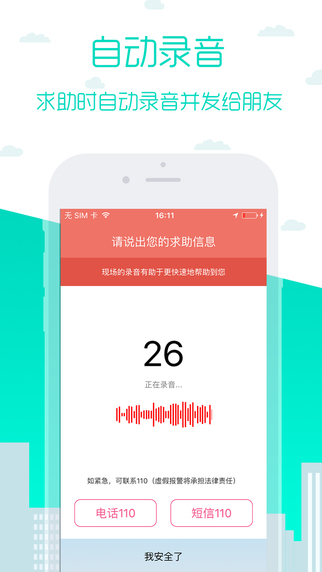 自动录音
求助时自动录音并发给朋友
无 SIM 卡 16:11
请说出您的求助信息
现场的录音有助于更快速地帮助到您
26
正在录音...
如紧急，可联系110（虚假报警将承担法律责任）
电话110 短信110
我安全了